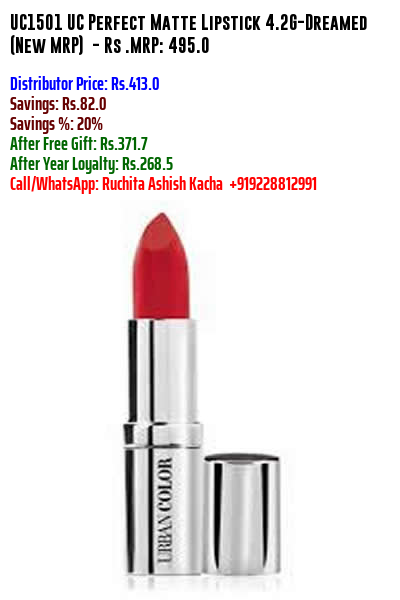 UC1501 UC Perfect Matte Lipstick 4.2G-Dreamed
(New MRP) - Rs .MRP: 495.0
Distributor Price: Rs.413.0
Savings: Rs.82.0
Savings %: 20%
After Free Gift: Rs.371.7
After Year Loyalty: Rs.268.5
Call/WhatsApp: Ruchita Ashish Kacha +919228812991
URBAN COLOR